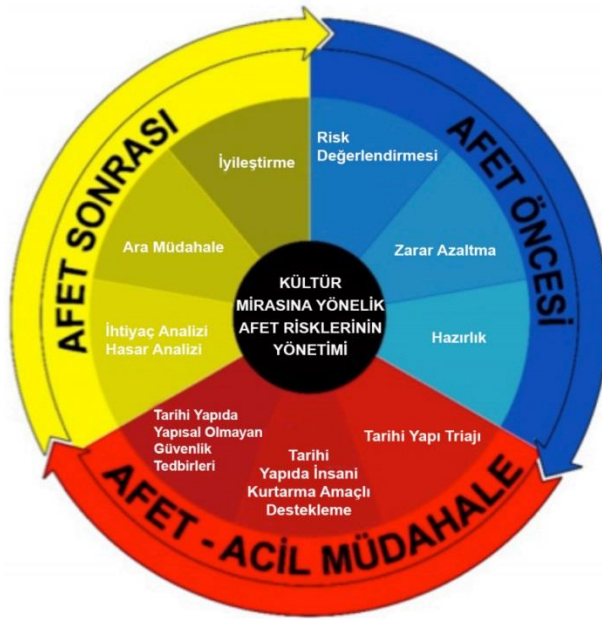 AFET ÖNCESİ
Risk
Değerlendirmesi
Zarar Azaltma
Hazırlık
AFET - ACİL MÜDAHALE
Tarihi Yapı Triajı
Tarihi
Yapıda İnsani
Kurtarma Amaçlı
Destekleme
Tarihi Yapıda
Yapısal Olmayan
Güvenlik
Tedbirleri
AFET SONRASI
İhtiyaç Analizi
Hasar Analizi
Ara Müdahale
İyileştirme
KÜLTÜR
MİRASINA YÖNELİK
AFET RİSKLERİNİN
YÖNETİMİ